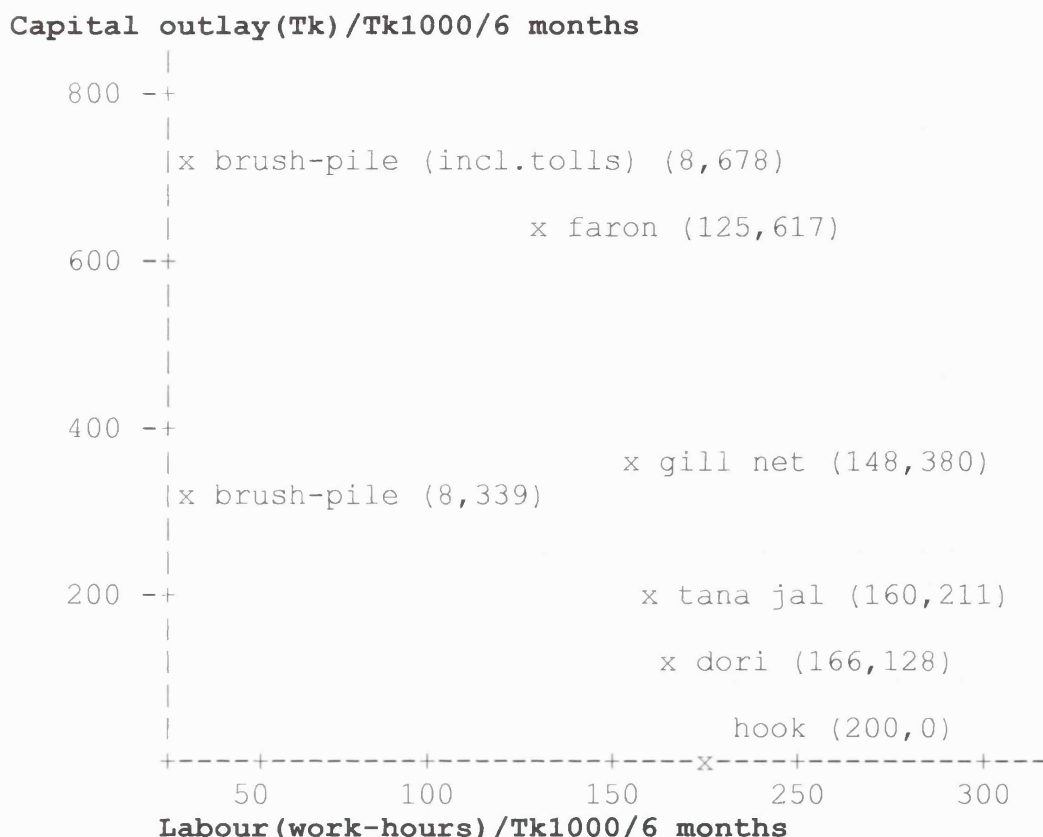 Capital outlay(Tk)/Tk1000/6 months
800
x brush-pile (incl.tolls) (8,678)
x faron (125,617)
600
400
x gill net (148,380)
x brush-pile (8,339)
200
x tana jal (160,211)
x dori (166,128)
hook (200,0)
x
50 100 150 250 300
Labour(work-hours)/Tk1000/6 months